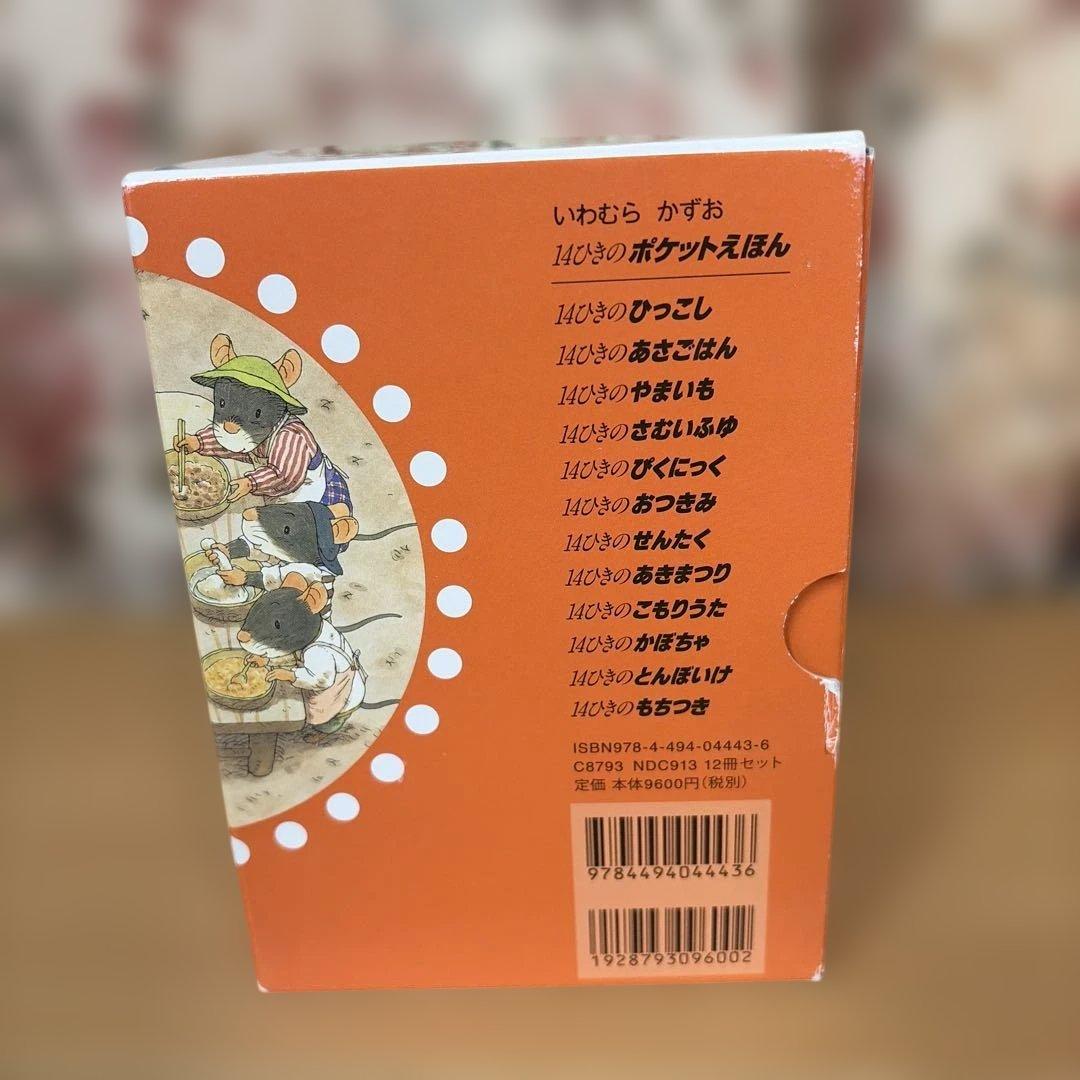 いわむら かずお
14ひきのポケットえほん
14ひきのひっこし
14ひきのあさごはん
14ひきのやまいも
14ひきのさむいふゆ
14ひきのぴくにっく
14ひきのおつきみ
14ひきのせんたく
14ひきのあきまつり
14ひきのこもりうた
14ひきのかぼちゃ
14ひきのとんぼいけ
14ひきのもちつき
ISBN978-4-494-04443-6
C8793 NDC913 12冊セット
定価 本体9600円(税別)
9784494044436
1928793096002